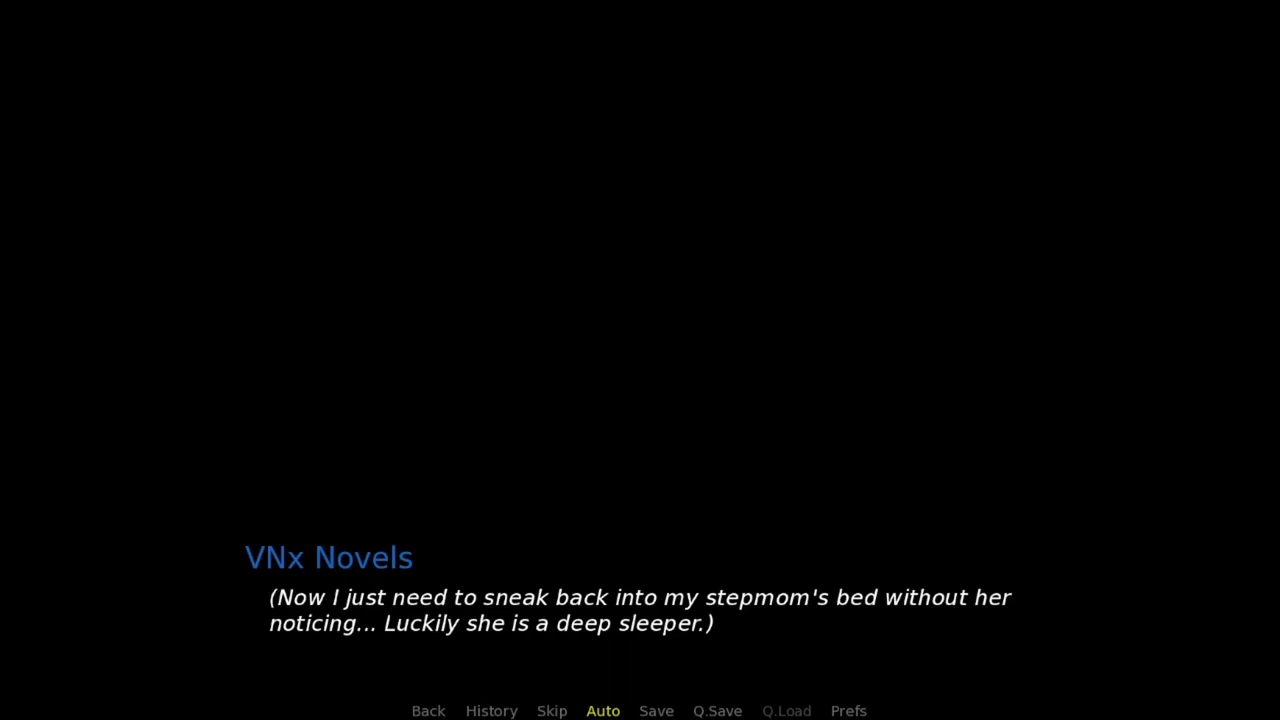 VNx Novels
(Now I just need to sneak back into my stepmom's bed without her
noticing... Luckily she is a deep sleeper.)
Back History Skip Auto Save Q.Save Q.Load Prefs